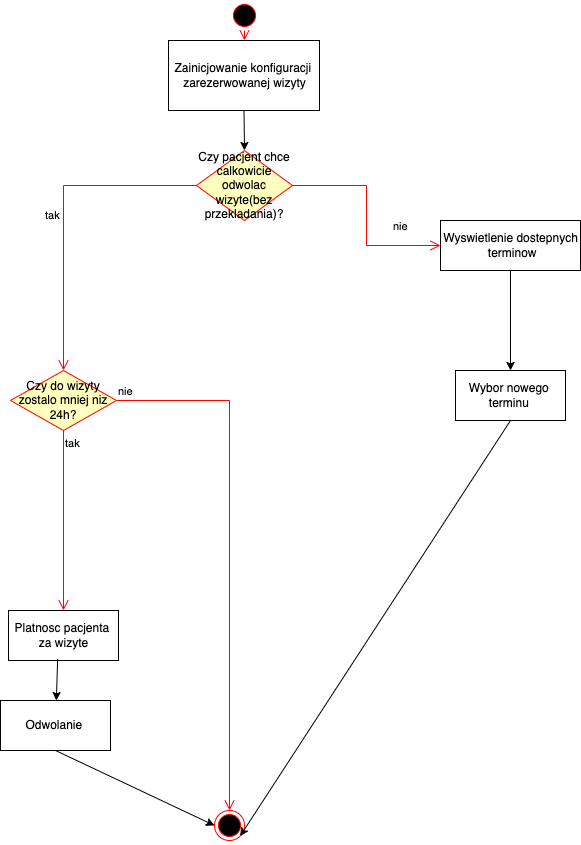 Zainicjowanie konfiguracji
zarezerwowanej wizyty
Czy pacjent chce
calkowicie
odwolac
wizyte(bez
przekladania)?
tak
nie
Wyswietlenie dostepnych
terminow
Czy do wizyty
zostalo mniej niz
24h?
nie
tak
Wybor nowego
terminu
Platnosc pacjenta
za wizyte
Odwolanie